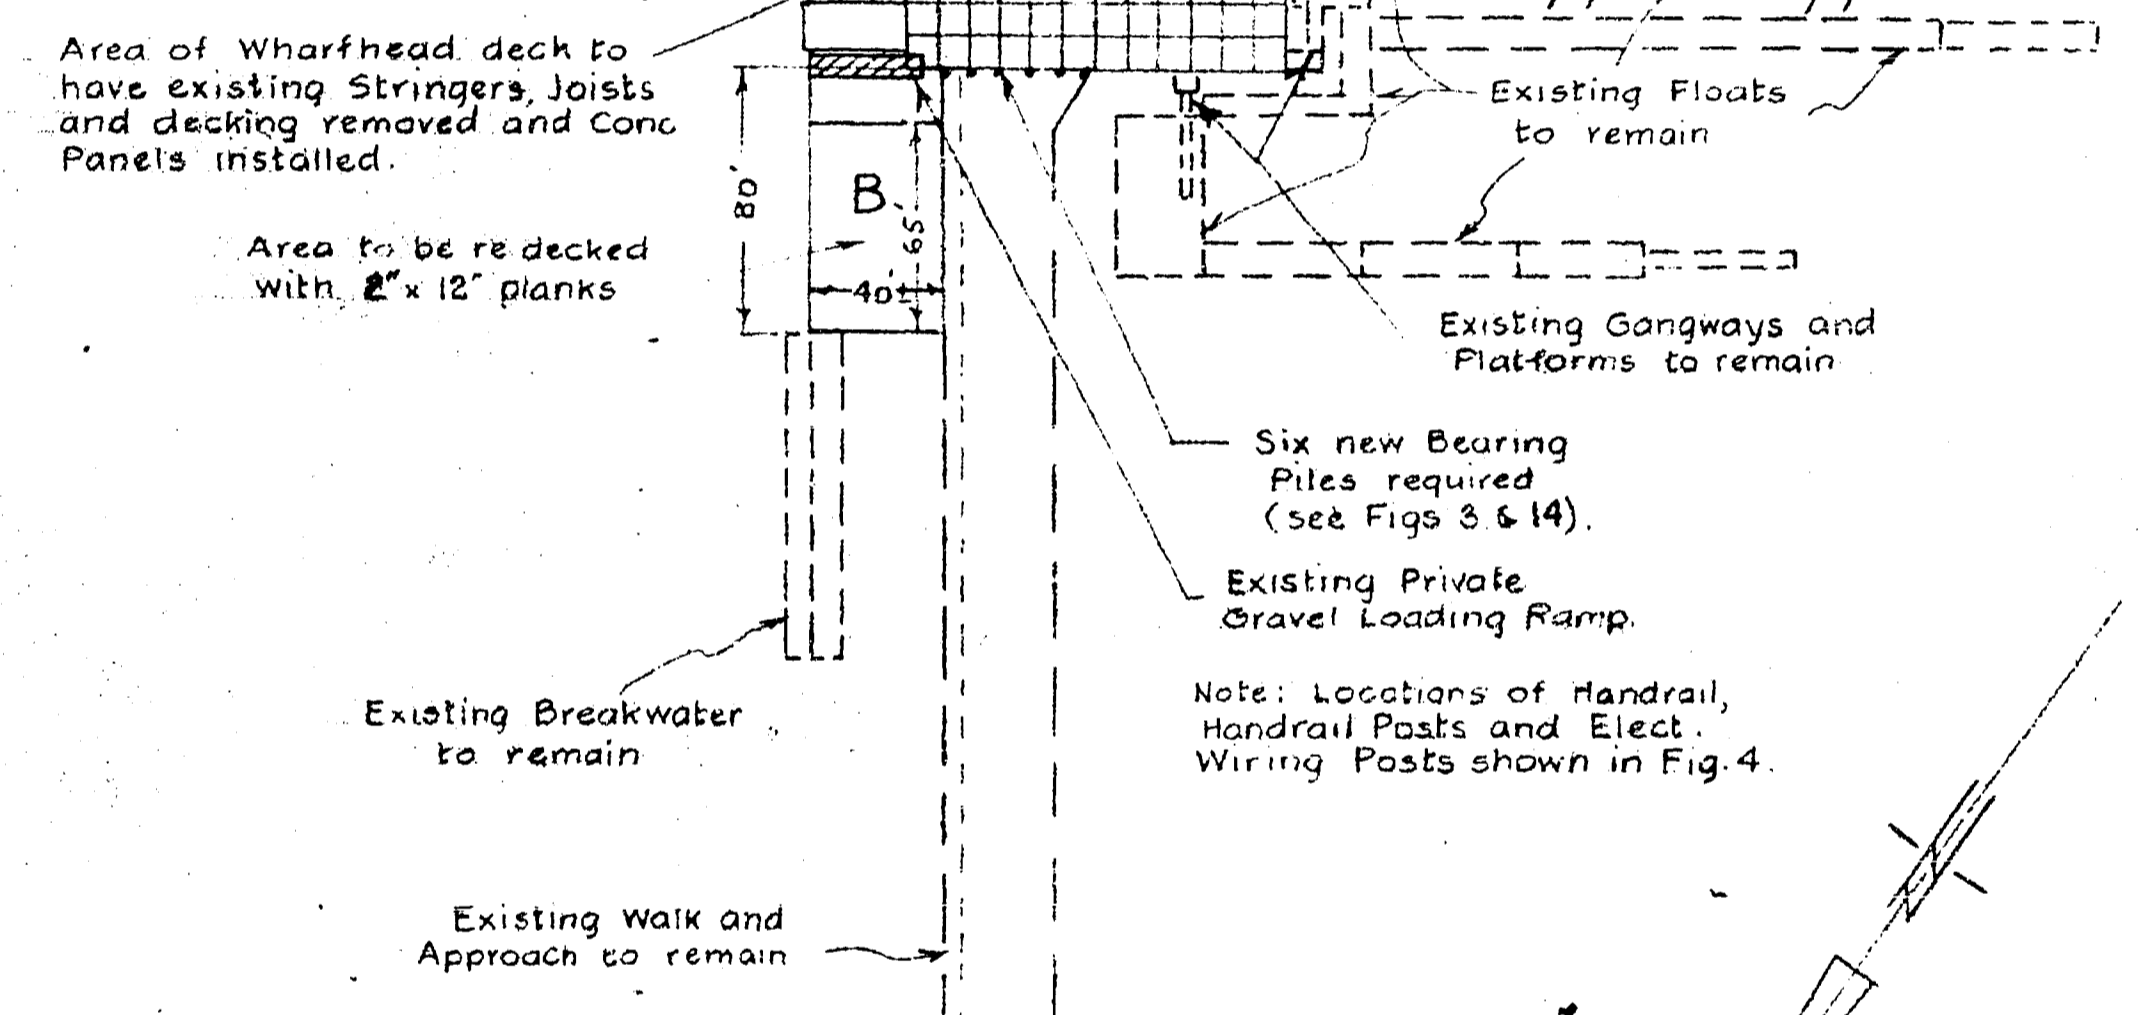 Area of Wharfhead deck to
have existing Stringers, Joists
and decking removed and Conc
Panels installed.
Existing Floats
to remain
80'
B
65'
40'±
Area to be re decked
with 2" x 12" planks
Existing Gangways and
Platforms to remain
Six new Bearing
Piles required
(see Figs 3 & 14).
Existing Private
Gravel Loading Ramp.
Existing Breakwater
to remain
Note: Locations of Handrail,
Handrail Posts and Elect.
Wiring Posts shown in Fig. 4.
Existing Walk and
Approach to remain
N